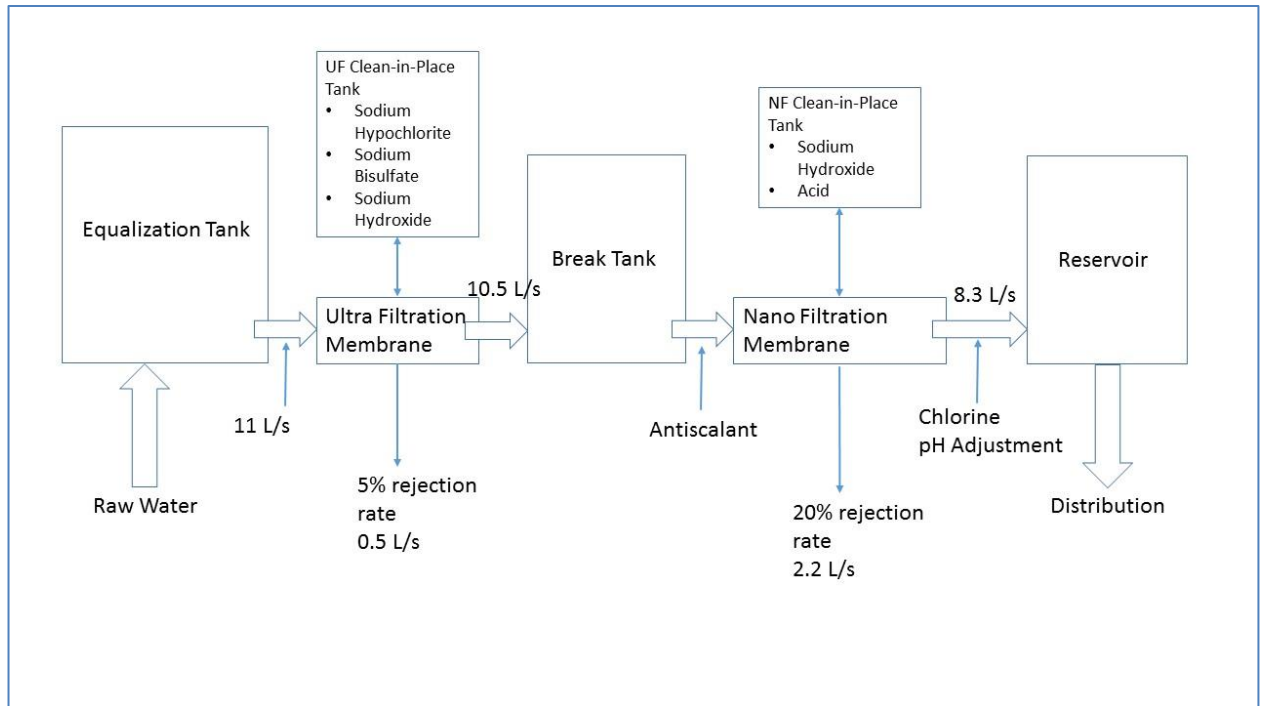 UF Clean-in-Place
Tank
• Sodium
Hypochlorite
• Sodium
Bisulfate
• Sodium
Hydroxide
NF Clean-in-Place
Tank
• Sodium
Hydroxide
• Acid
Equalization Tank
Break Tank
Reservoir
10.5 L/s
8.3 L/s
Ultra Filtration
Membrane
Nano Filtration
Membrane
11 L/s
Antiscalant
Chlorine
pH Adjustment
Raw Water
5% rejection
rate
0.5 L/s
20% rejection
rate
2.2 L/s
Distribution